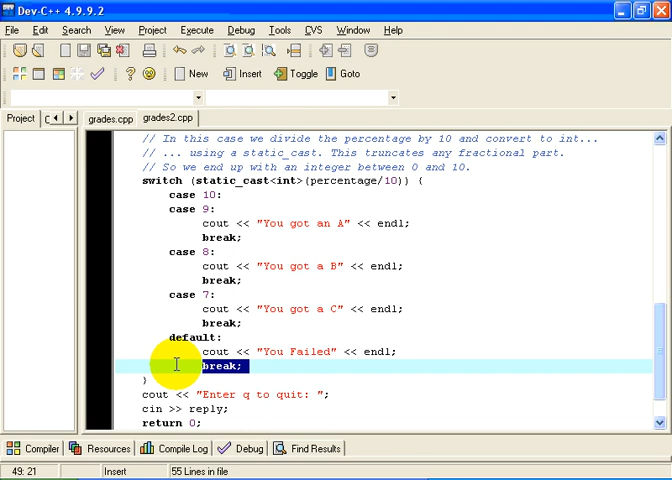 Dev-C++ 4.9.9.2
File Edit Search View Project Execute Debug Tools CVS Window Help
New Insert Toggle Goto
Project grades.cpp grades2.cpp
// In this case we divide the percentage by 10 and convert to int...
// ... using a static_cast. This truncates any fractional part.
// So we end up with an integer between 0 and 10.
switch (static_cast<int>(percentage/10)) {
case 10:
case 9:
cout << "You got an A" << endl;
break;
case 8:
cout << "You got a B" << endl;
break;
case 7:
cout << "You got a C" << endl;
break;
default:
cout << "You Failed" << endl;
break;
}
cout << "Enter q to quit: ";
cin >> reply;
return 0;
Compiler Resources Compile Log Debug Find Results
49: 21 Insert 55 Lines in file